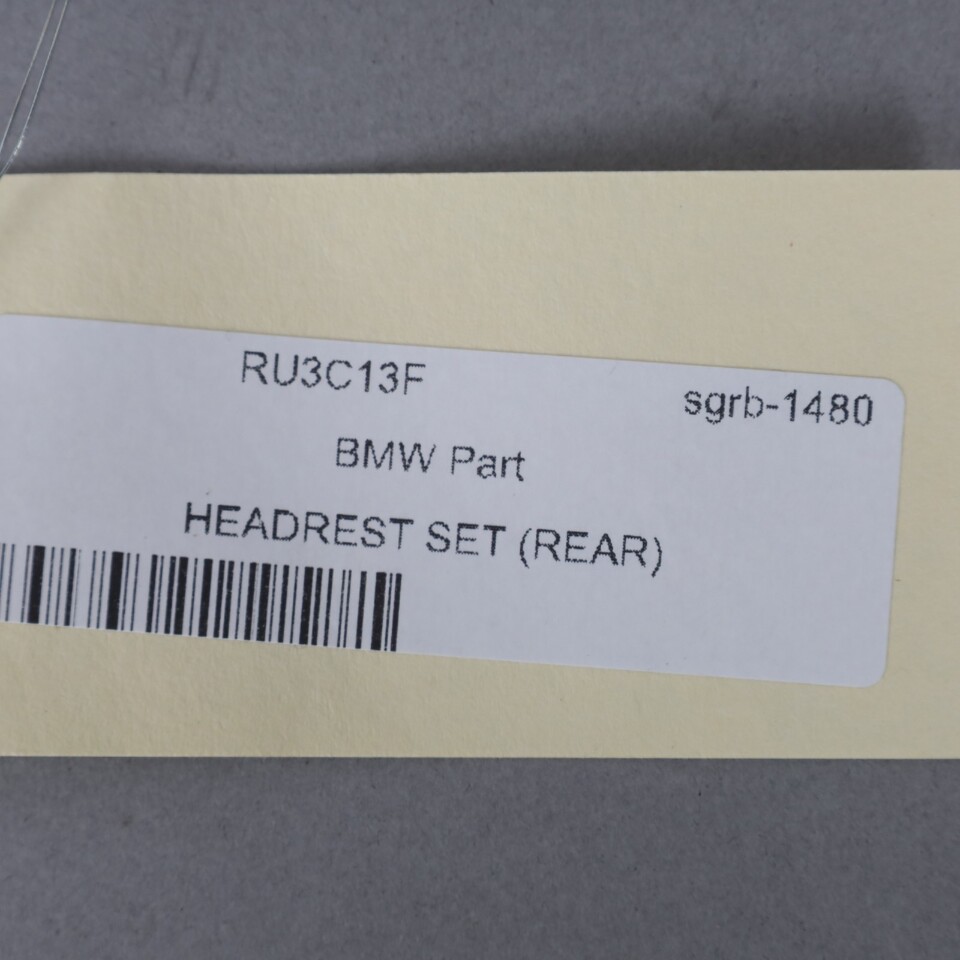 RU3C13F sgrb-1480
BMW Part
HEADREST SET (REAR)